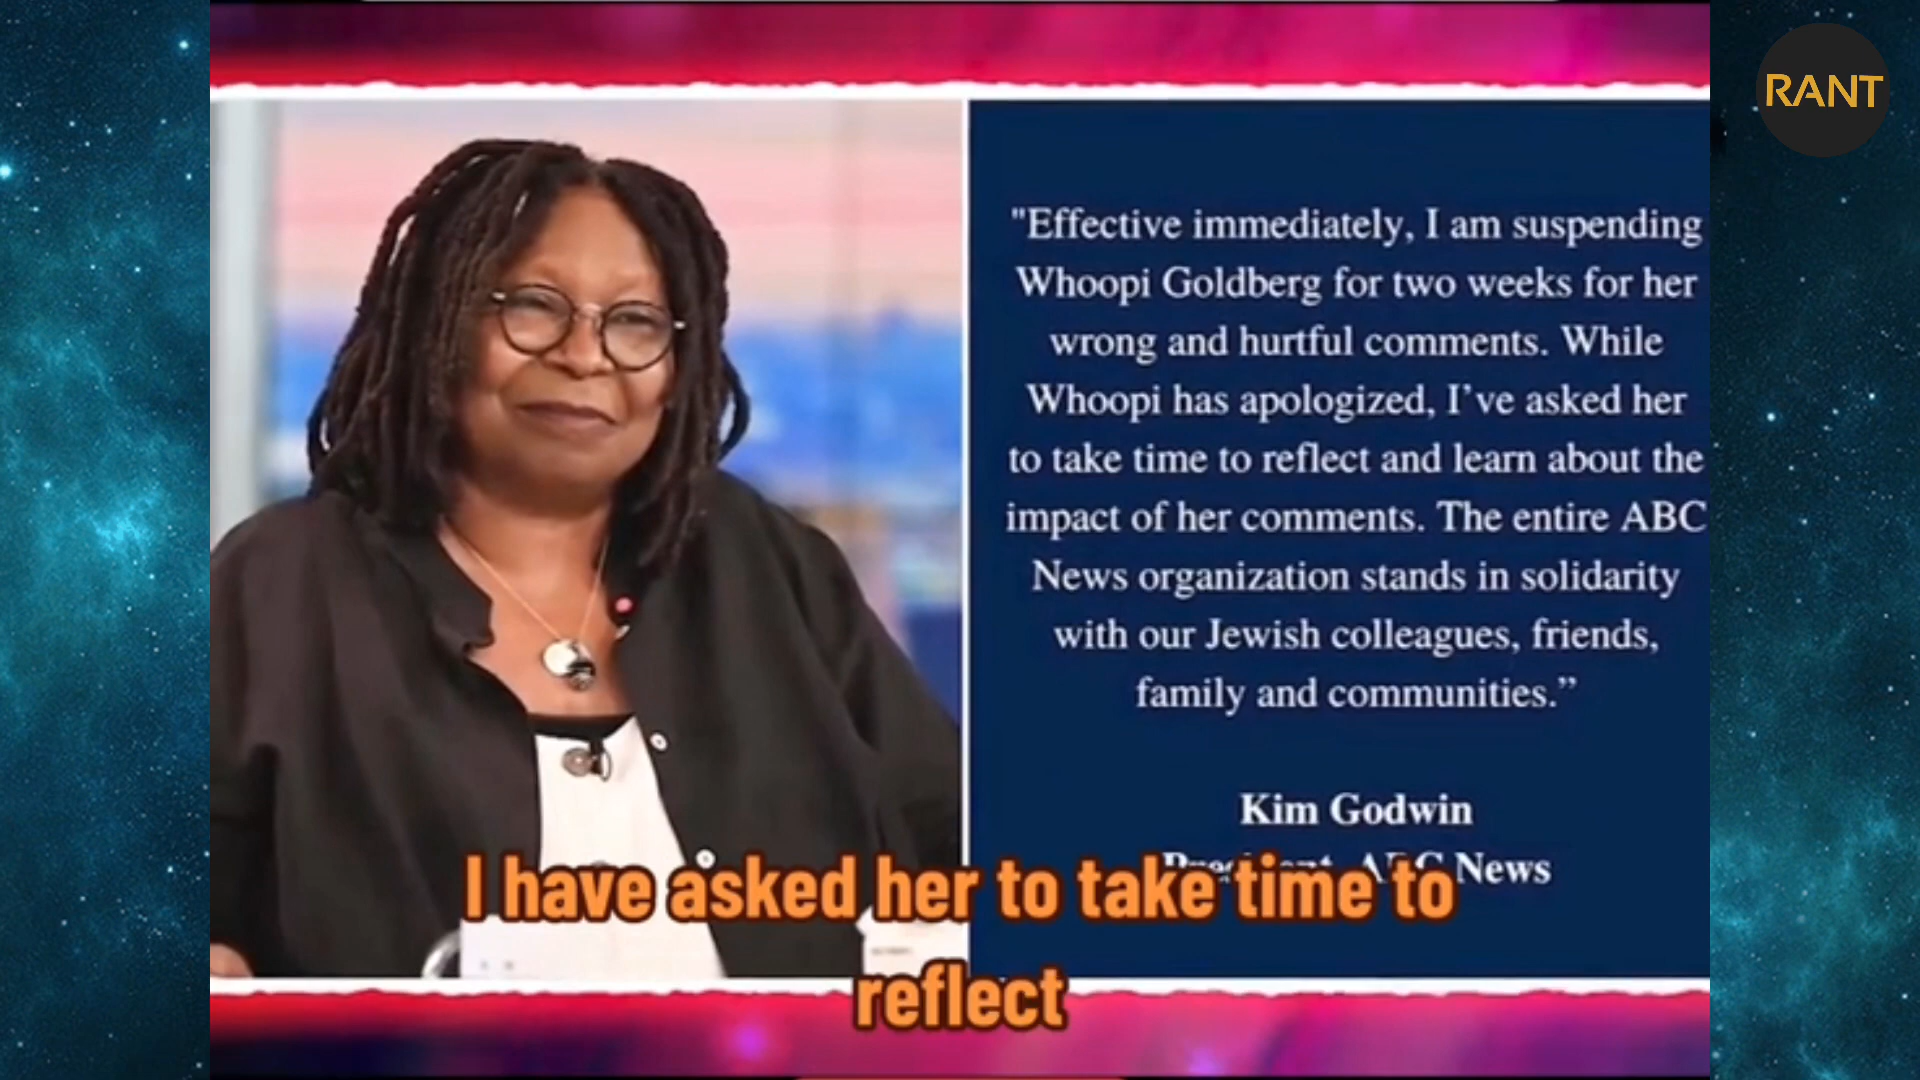 RANT
"Effective immediately, I am suspending
Whoopi Goldberg for two weeks for her
wrong and hurtful comments. While
Whoopi has apologized, I’ve asked her
to take time to reflect and learn about the
impact of her comments. The entire ABC
News organization stands in solidarity
with our Jewish colleagues, friends,
family and communities.”
Kim Godwin
President, ABC News
I have asked her to take time to
reflect